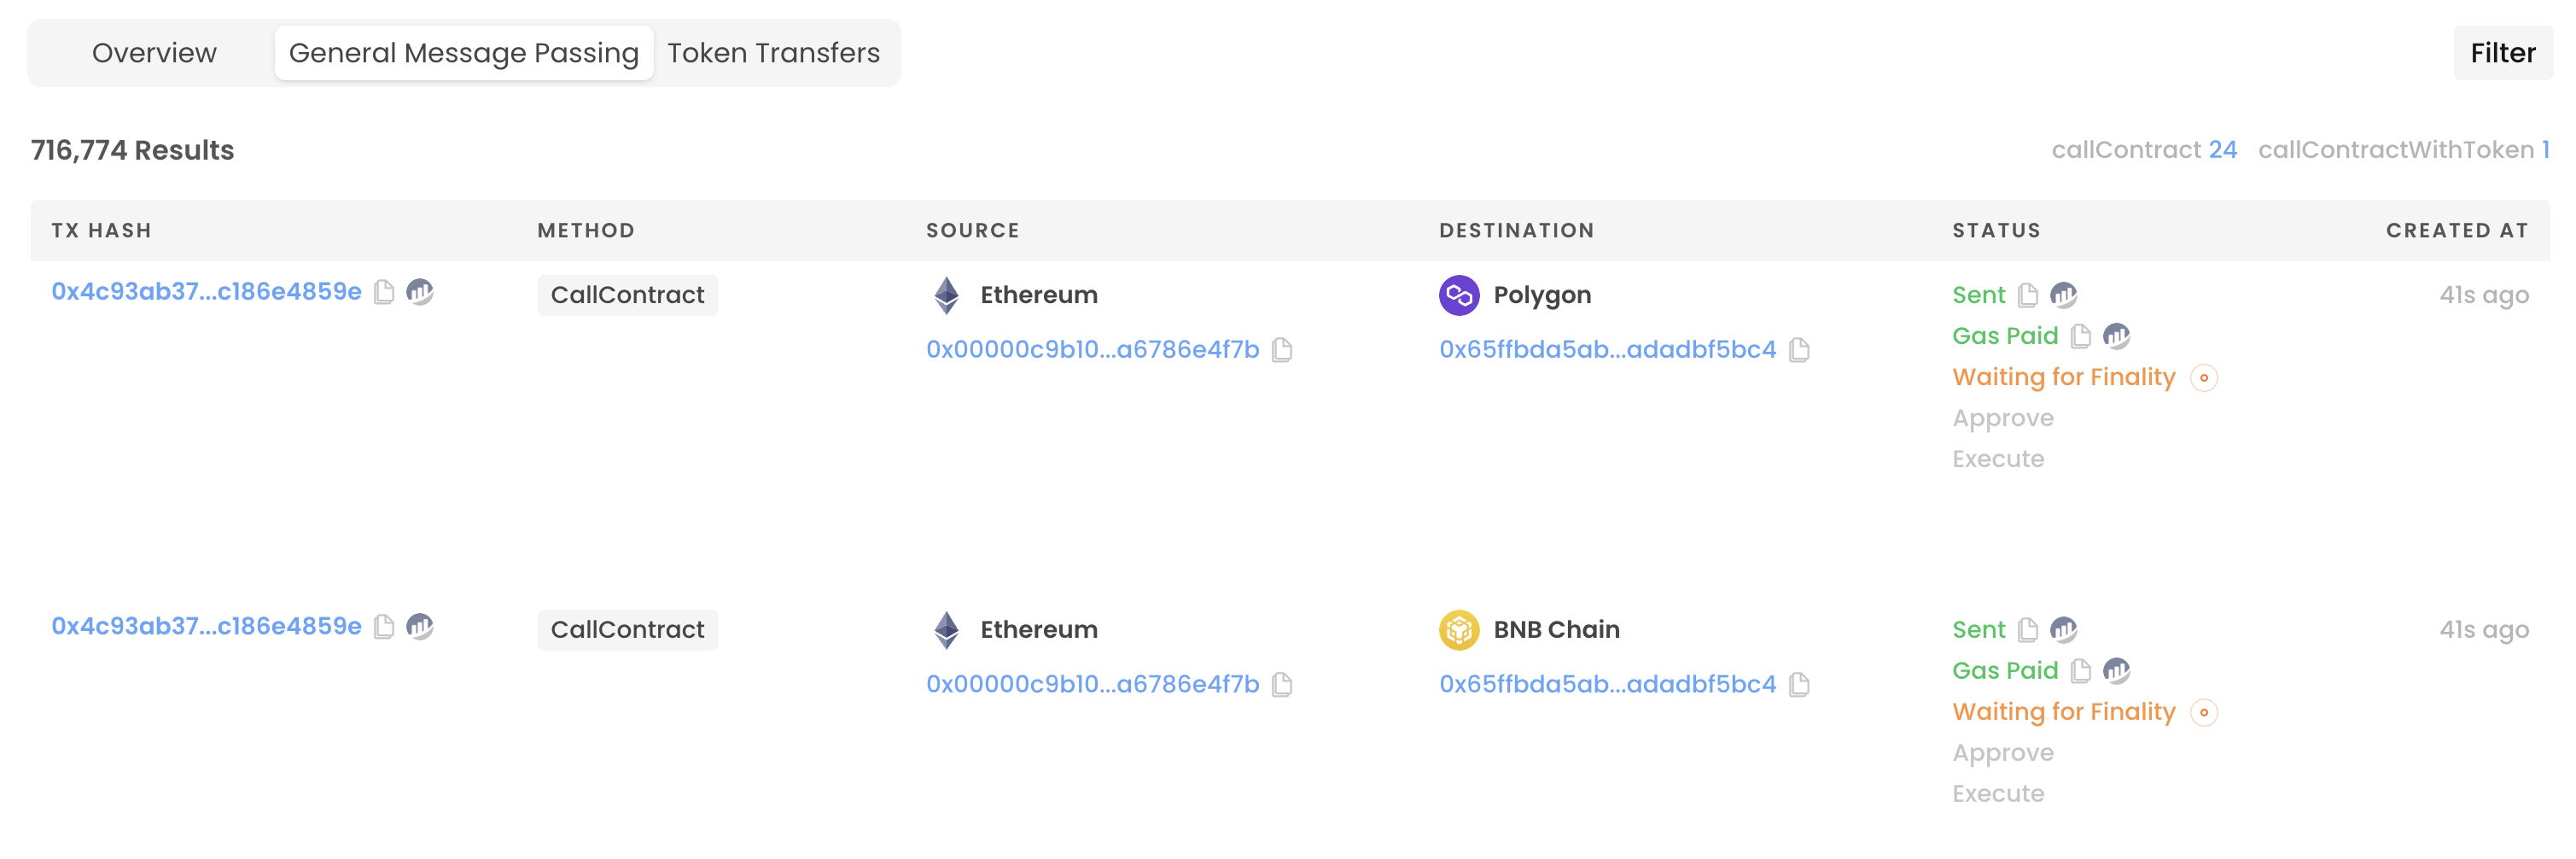 Overview General Message Passing Token Transfers Filter
716,774 Results callContract 24 callContractWithToken 1
TX HASH METHOD SOURCE DESTINATION STATUS CREATED AT
0x4c93ab37...c186e4859e CallContract Ethereum Polygon Sent 41s ago
Gas Paid
0x00000c9b10...a6786e4f7b 0x65ffbda5ab...adadbf5bc4
Waiting for Finality
Approve
Execute
0x4c93ab37...c186e4859e CallContract Ethereum BNB Chain Sent 41s ago
Gas Paid
0x00000c9b10...a6786e4f7b 0x65ffbda5ab...adadbf5bc4
Waiting for Finality
Approve
Execute